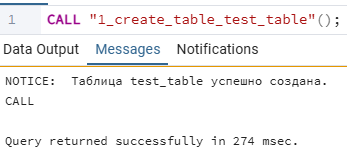 1 CALL "1_create_table_test_table"();
Data Output Messages Notifications
NOTICE: Таблица test_table успешно создана.
CALL
Query returned successfully in 274 msec.